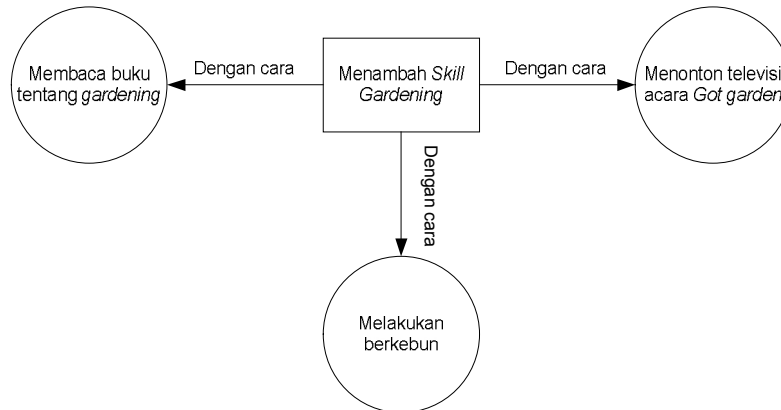 Membaca buku
tentang gardening
Dengan cara
Menambah Skill
Gardening
Dengan cara
Menonton televisi
acara Got garden
Dengan cara
Melakukan
berkebun